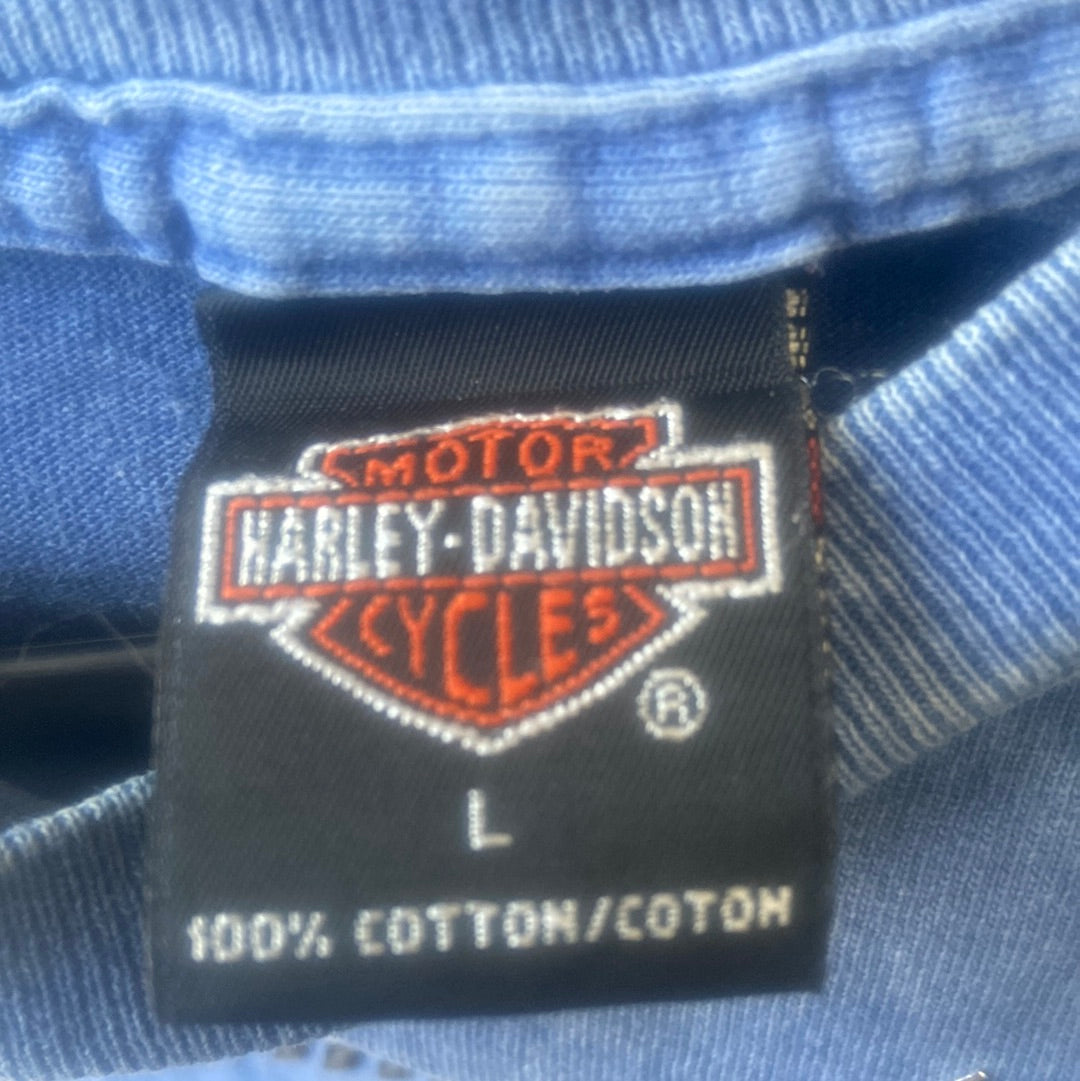 MOTOR
HARLEY-DAVIDSON
CYCLES
®
L
100% COTTON/COTON